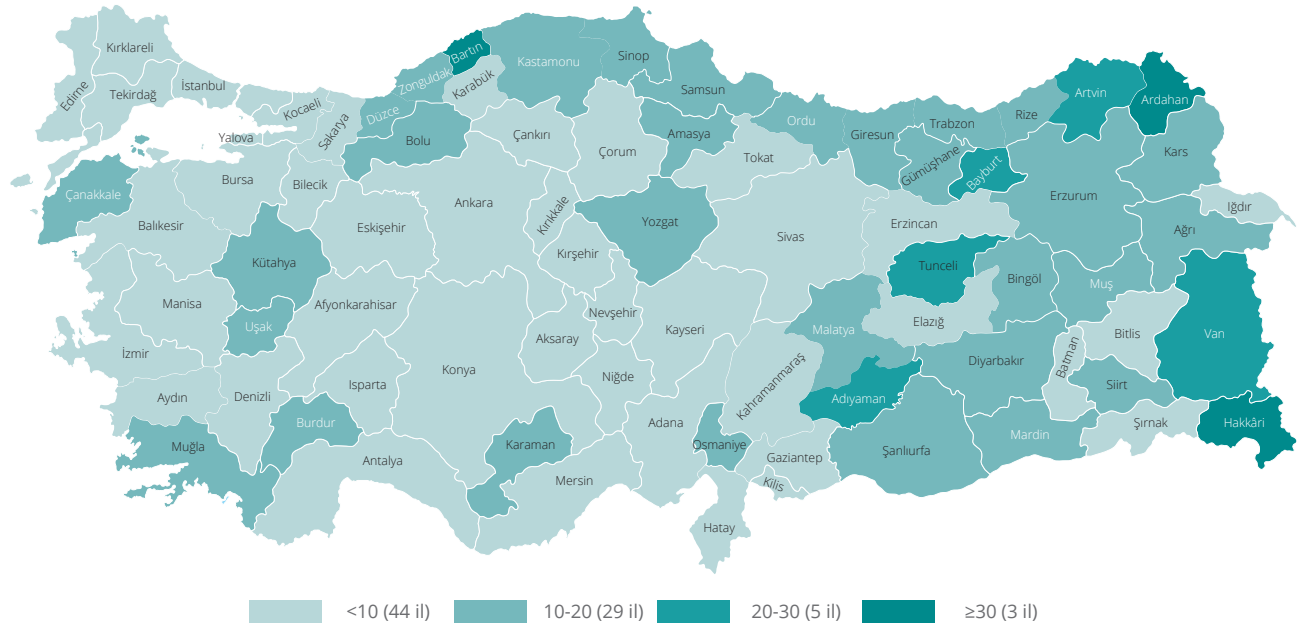 Kırklareli
Edirne
Tekirdağ
İstanbul
Kocaeli
Yalova
Sakarya
Düzce
Zonguldak
Bartın
Karabük
Kastamonu
Sinop
Samsun
Bolu
Çankırı
Çorum
Amasya
Tokat
Ordu
Giresun
Trabzon
Gümüşhane
Rize
Bayburt
Artvin
Ardahan
Kars
Çanakkale
Bursa
Bilecik
Balıkesir
Eskişehir
Ankara
Kırıkkale
Yozgat
Kırşehir
Sivas
Erzincan
Erzurum
Iğdır
Ağrı
Kütahya
Tunceli
Bingöl
Muş
Manisa
Afyonkarahisar
Uşak
Nevşehir
Kayseri
Malatya
Elazığ
Bitlis
Van
İzmir
Aksaray
Konya
Niğde
Kahramanmaraş
Diyarbakır
Batman
Siirt
Aydın
Denizli
Isparta
Adıyaman
Burdur
Adana
Şırnak
Hakkâri
Muğla
Karaman
Osmaniye
Şanlıurfa
Mardin
Antalya
Gaziantep
Mersin
Kilis
Hatay
<10 (44 il)
10-20 (29 il)
20-30 (5 il)
≥30 (3 il)